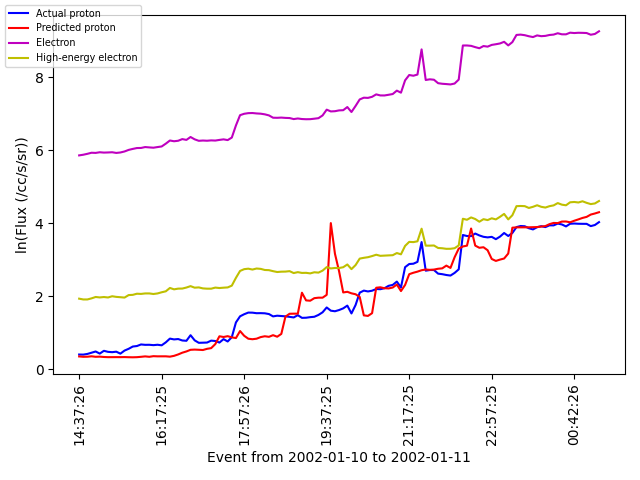 Actual proton
Predicted proton
Electron
High-energy electron
ln(Flux (/cc/s/sr))
8
6
4
2
0
14:37:26
16:17:25
17:57:26
19:37:25
21:17:25
22:57:25
00:42:26
Event from 2002-01-10 to 2002-01-11